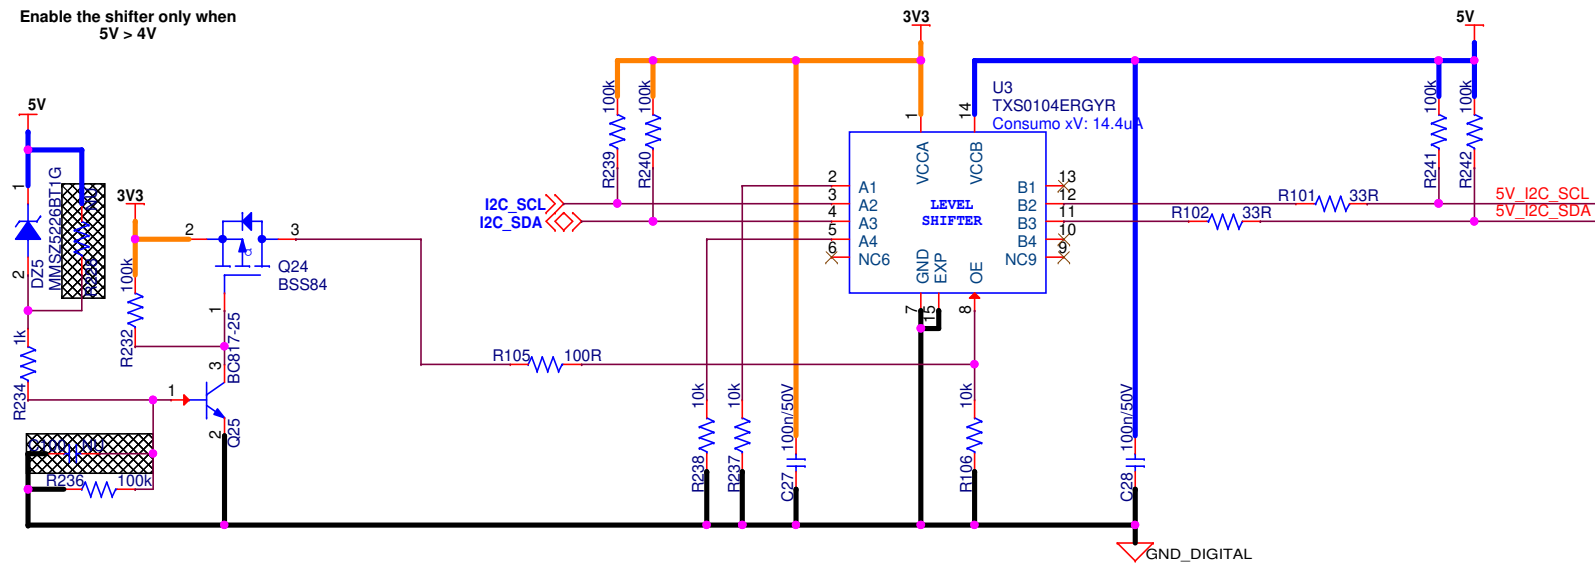 Enable the shifter only when
5V > 4V
3V3
5V
5V
100k
R239
100k
R240
1
14
U3
TXS0104ERGYR
Consumo xV: 14.4uA
100k
R241
100k
R242
1
2
DZ5
MMSZ5226BT1G
3V3
2
3
Q24
BSS84
1
100k
R232
I2C_SCL
I2C_SDA
2
3
4
5
6
A1
A2
A3
A4
NC6
VCCA
VCCB
LEVEL
SHIFTER
GND
EXP
OE
B1
B2
B3
B4
NC9
13
12
11
10
9
R101
33R
R102
33R
5V_I2C_SCL
5V_I2C_SDA
7
15
8
1k
R234
1
3
2
BC817-25
Q25
R105
100R
R236
100k
10k
R238
10k
R237
100n/50V
C27
10k
R106
100n/50V
C28
GND_DIGITAL